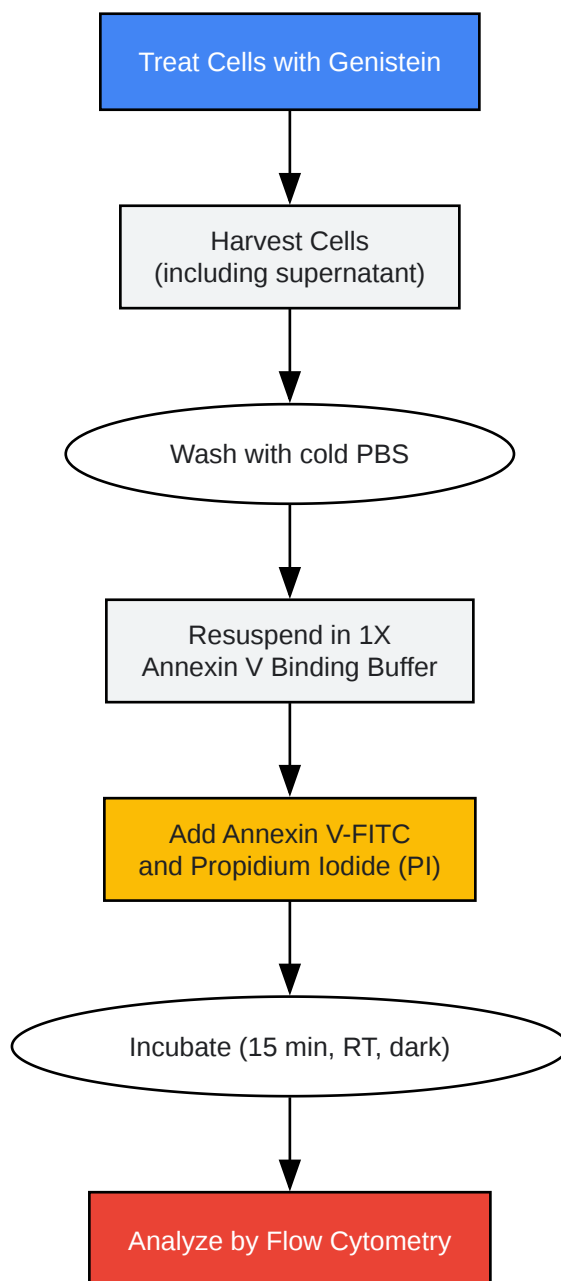 Treat Cells with Genistein
Harvest Cells
(including supernatant)
Wash with cold PBS
Resuspend in 1X
Annexin V Binding Buffer
Add Annexin V-FITC
and Propidium Iodide (PI)
Incubate (15 min, RT, dark)
Analyze by Flow Cytometry